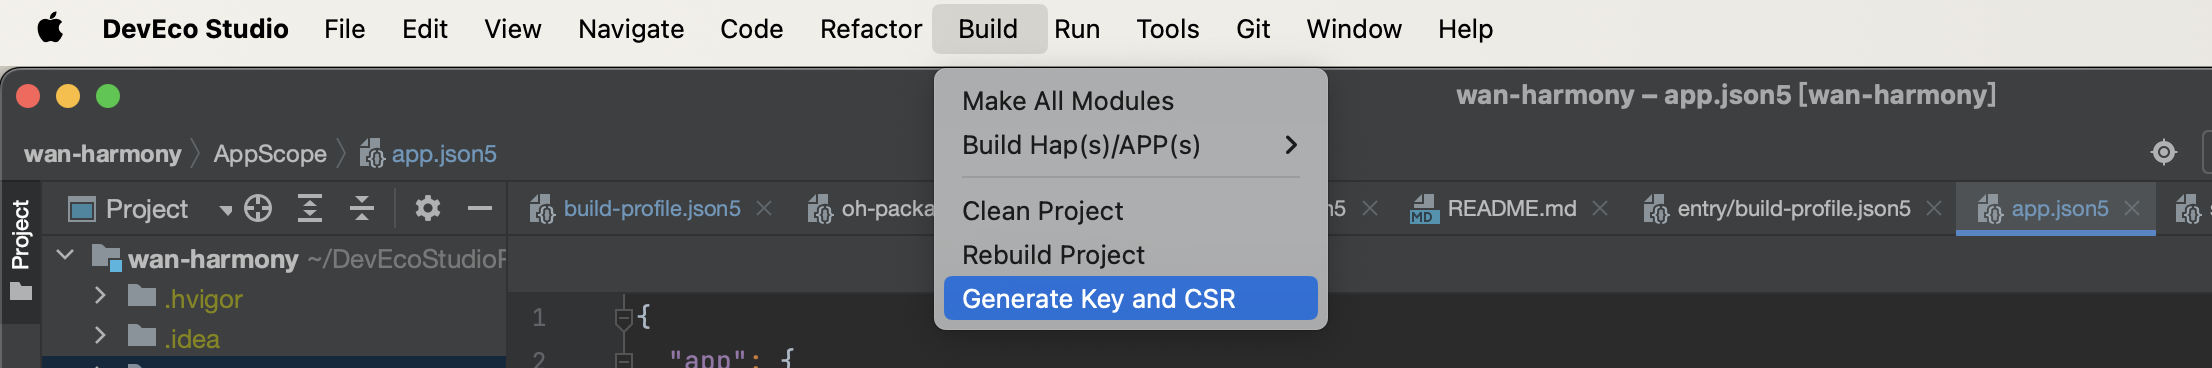 DevEco Studio File Edit View Navigate Code Refactor Build Run Tools Git Window Help
wan-harmony – app.json5 [wan-harmony]
wan-harmony AppScope app.json5
Project
Project
build-profile.json5 oh-packa n5 README.md entry/build-profile.json5 app.json5
Make All Modules
Build Hap(s)/APP(s)
Clean Project
Rebuild Project
Generate Key and CSR
wan-harmony ~/DevEcoStudio
.hvigor
.idea
1 {
2 "app": {